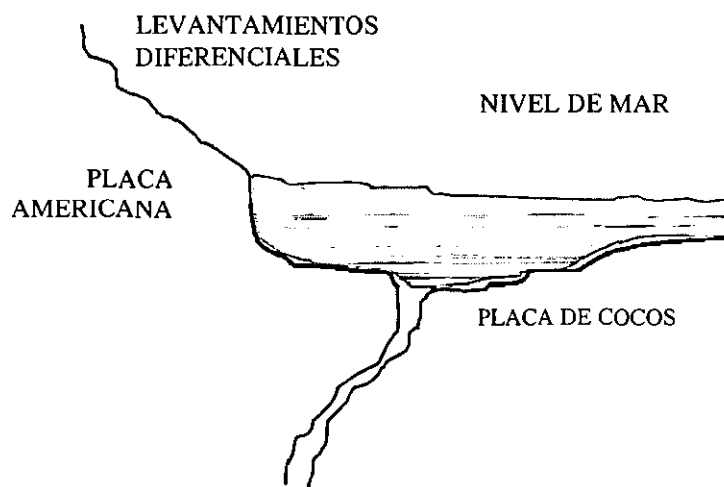 LEVANTAMIENTOS
DIFERENCIALES
NIVEL DE MAR
PLACA
AMERICANA
PLACA DE COCOS